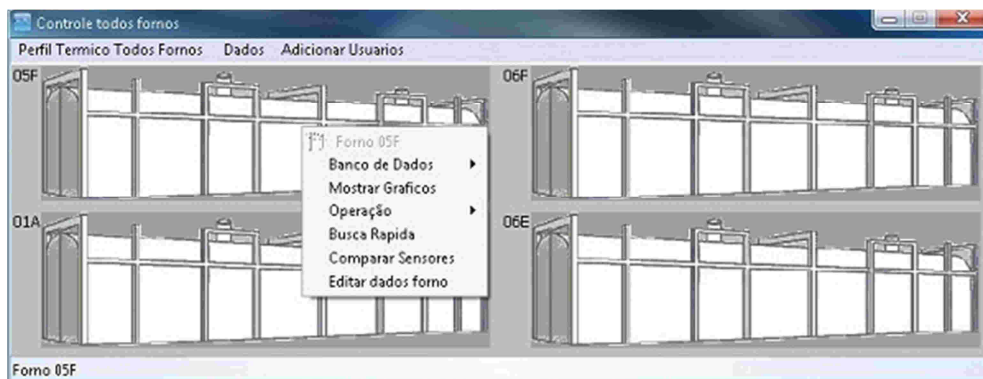 Controle todos fornos
Perfil Termico Todos Fornos Dados Adicionar Usuarios
05F
06F
Forno 05F
Banco de Dados
Mostrar Graficos
Operação
Busca Rapida
Comparar Sensores
Editar dados forno
01A
06E
Forno 05F